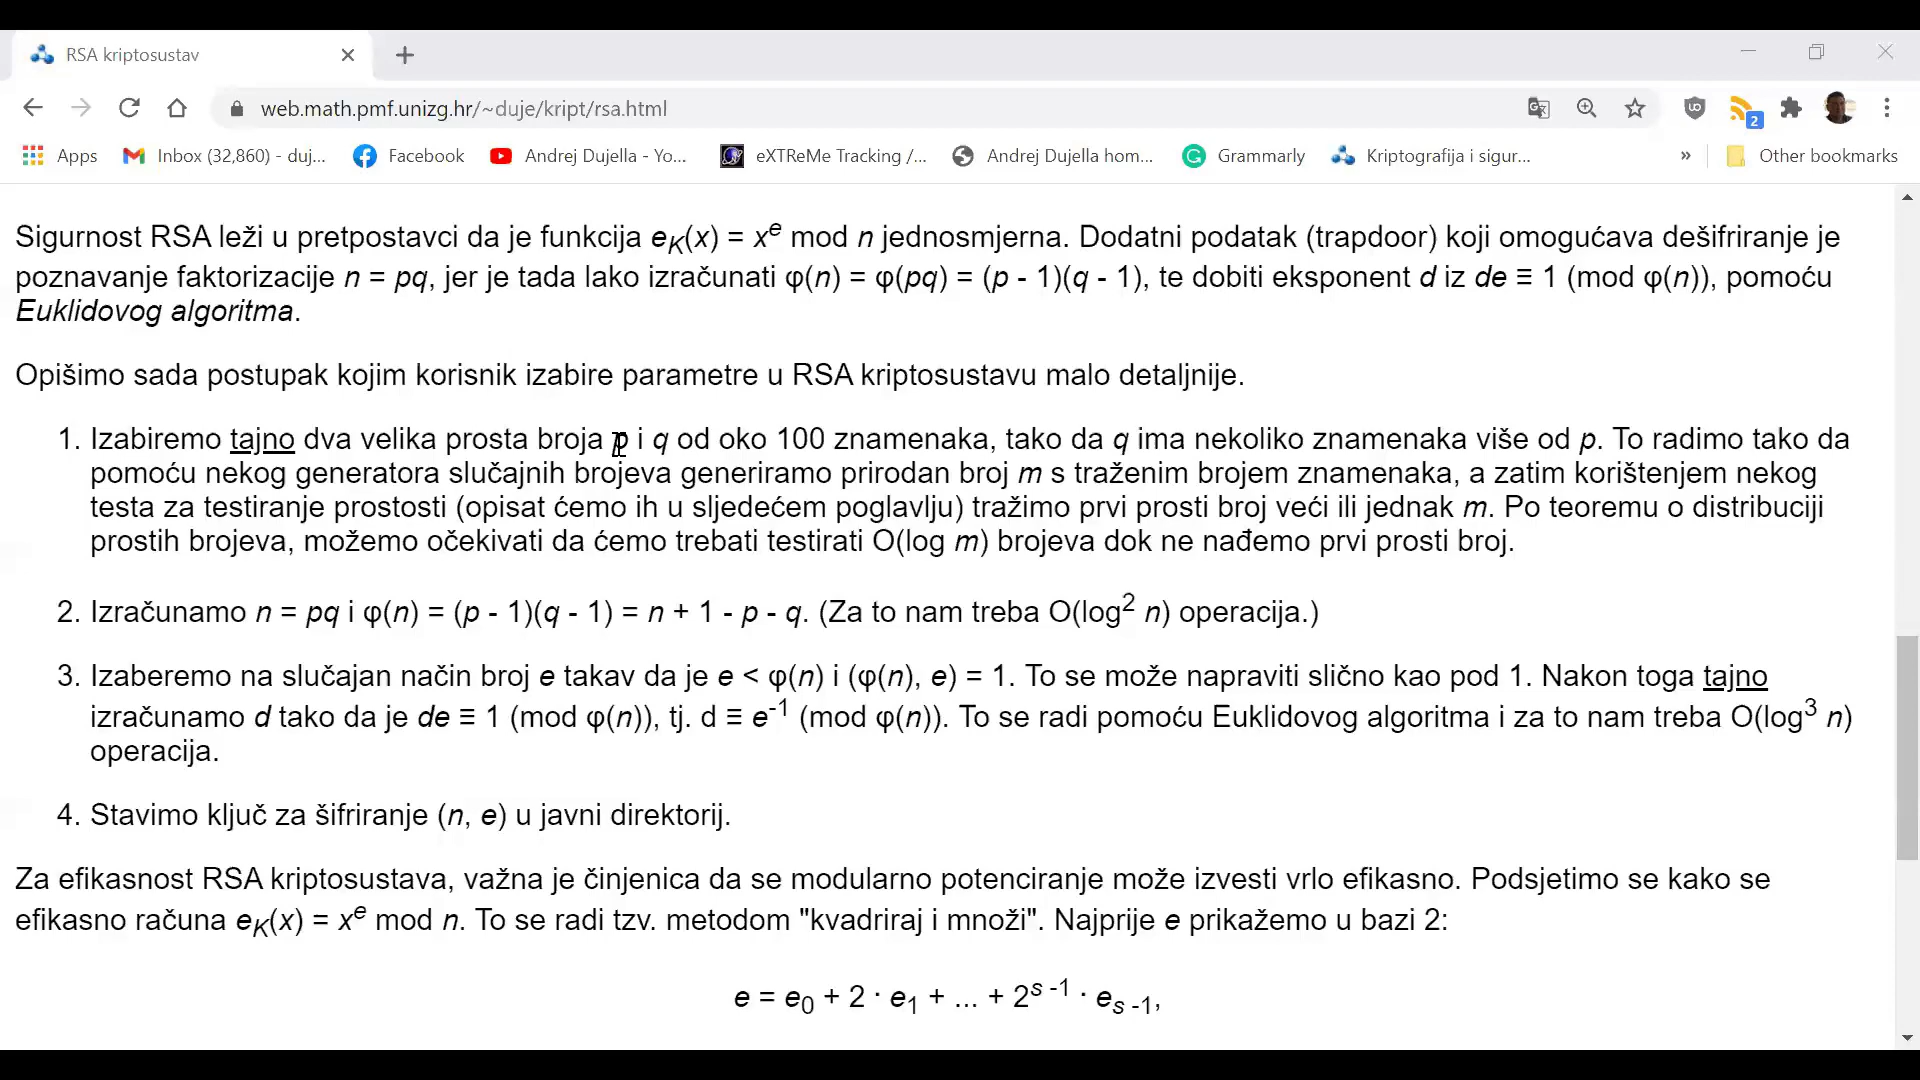 RSA kriptosustav
web.math.pmf.unizg.hr/~duje/kript/rsa.html
2
Apps Inbox (32,860) - duj... Facebook Andrej Dujella - Yo... eXTReMe Tracking /... Andrej Dujella hom... Grammarly Kriptografija i sigur... » Other bookmarks
Sigurnost RSA leži u pretpostavci da je funkcija e_K(x) = x^e mod n jednosmjerna. Dodatni podatak (trapdoor) koji omogućava dešifriranje je
poznavanje faktorizacije n = pq, jer je tada lako izračunati φ(n) = φ(pq) = (p - 1)(q - 1), te dobiti eksponent d iz de ≡ 1 (mod φ(n)), pomoću
Euklidovog algoritma.
Opišimo sada postupak kojim korisnik izabire parametre u RSA kriptosustavu malo detaljnije.
1. Izabiremo tajno dva velika prosta broja p i q od oko 100 znamenaka, tako da q ima nekoliko znamenaka više od p. To radimo tako da
pomoću nekog generatora slučajnih brojeva generiramo prirodan broj m s traženim brojem znamenaka, a zatim korištenjem nekog
testa za testiranje prostosti (opisat ćemo ih u sljedećem poglavlju) tražimo prvi prosti broj veći ili jednak m. Po teoremu o distribuciji
prostih brojeva, možemo očekivati da ćemo trebati testirati O(log m) brojeva dok ne nađemo prvi prosti broj.
2. Izračunamo n = pq i φ(n) = (p - 1)(q - 1) = n + 1 - p - q. (Za to nam treba O(log^2 n) operacija.)
3. Izaberemo na slučajan način broj e takav da je e < φ(n) i (φ(n), e) = 1. To se može napraviti slično kao pod 1. Nakon toga tajno
izračunamo d tako da je de ≡ 1 (mod φ(n)), tj. d ≡ e^-1 (mod φ(n)). To se radi pomoću Euklidovog algoritma i za to nam treba O(log^3 n)
operacija.
4. Stavimo ključ za šifriranje (n, e) u javni direktorij.
Za efikasnost RSA kriptosustava, važna je činjenica da se modularno potenciranje može izvesti vrlo efikasno. Podsjetimo se kako se
efikasno računa e_K(x) = x^e mod n. To se radi tzv. metodom "kvadriraj i množi". Najprije e prikažemo u bazi 2:
e = e_0 + 2 · e_1 + ... + 2^{s -1} · e_{s -1},